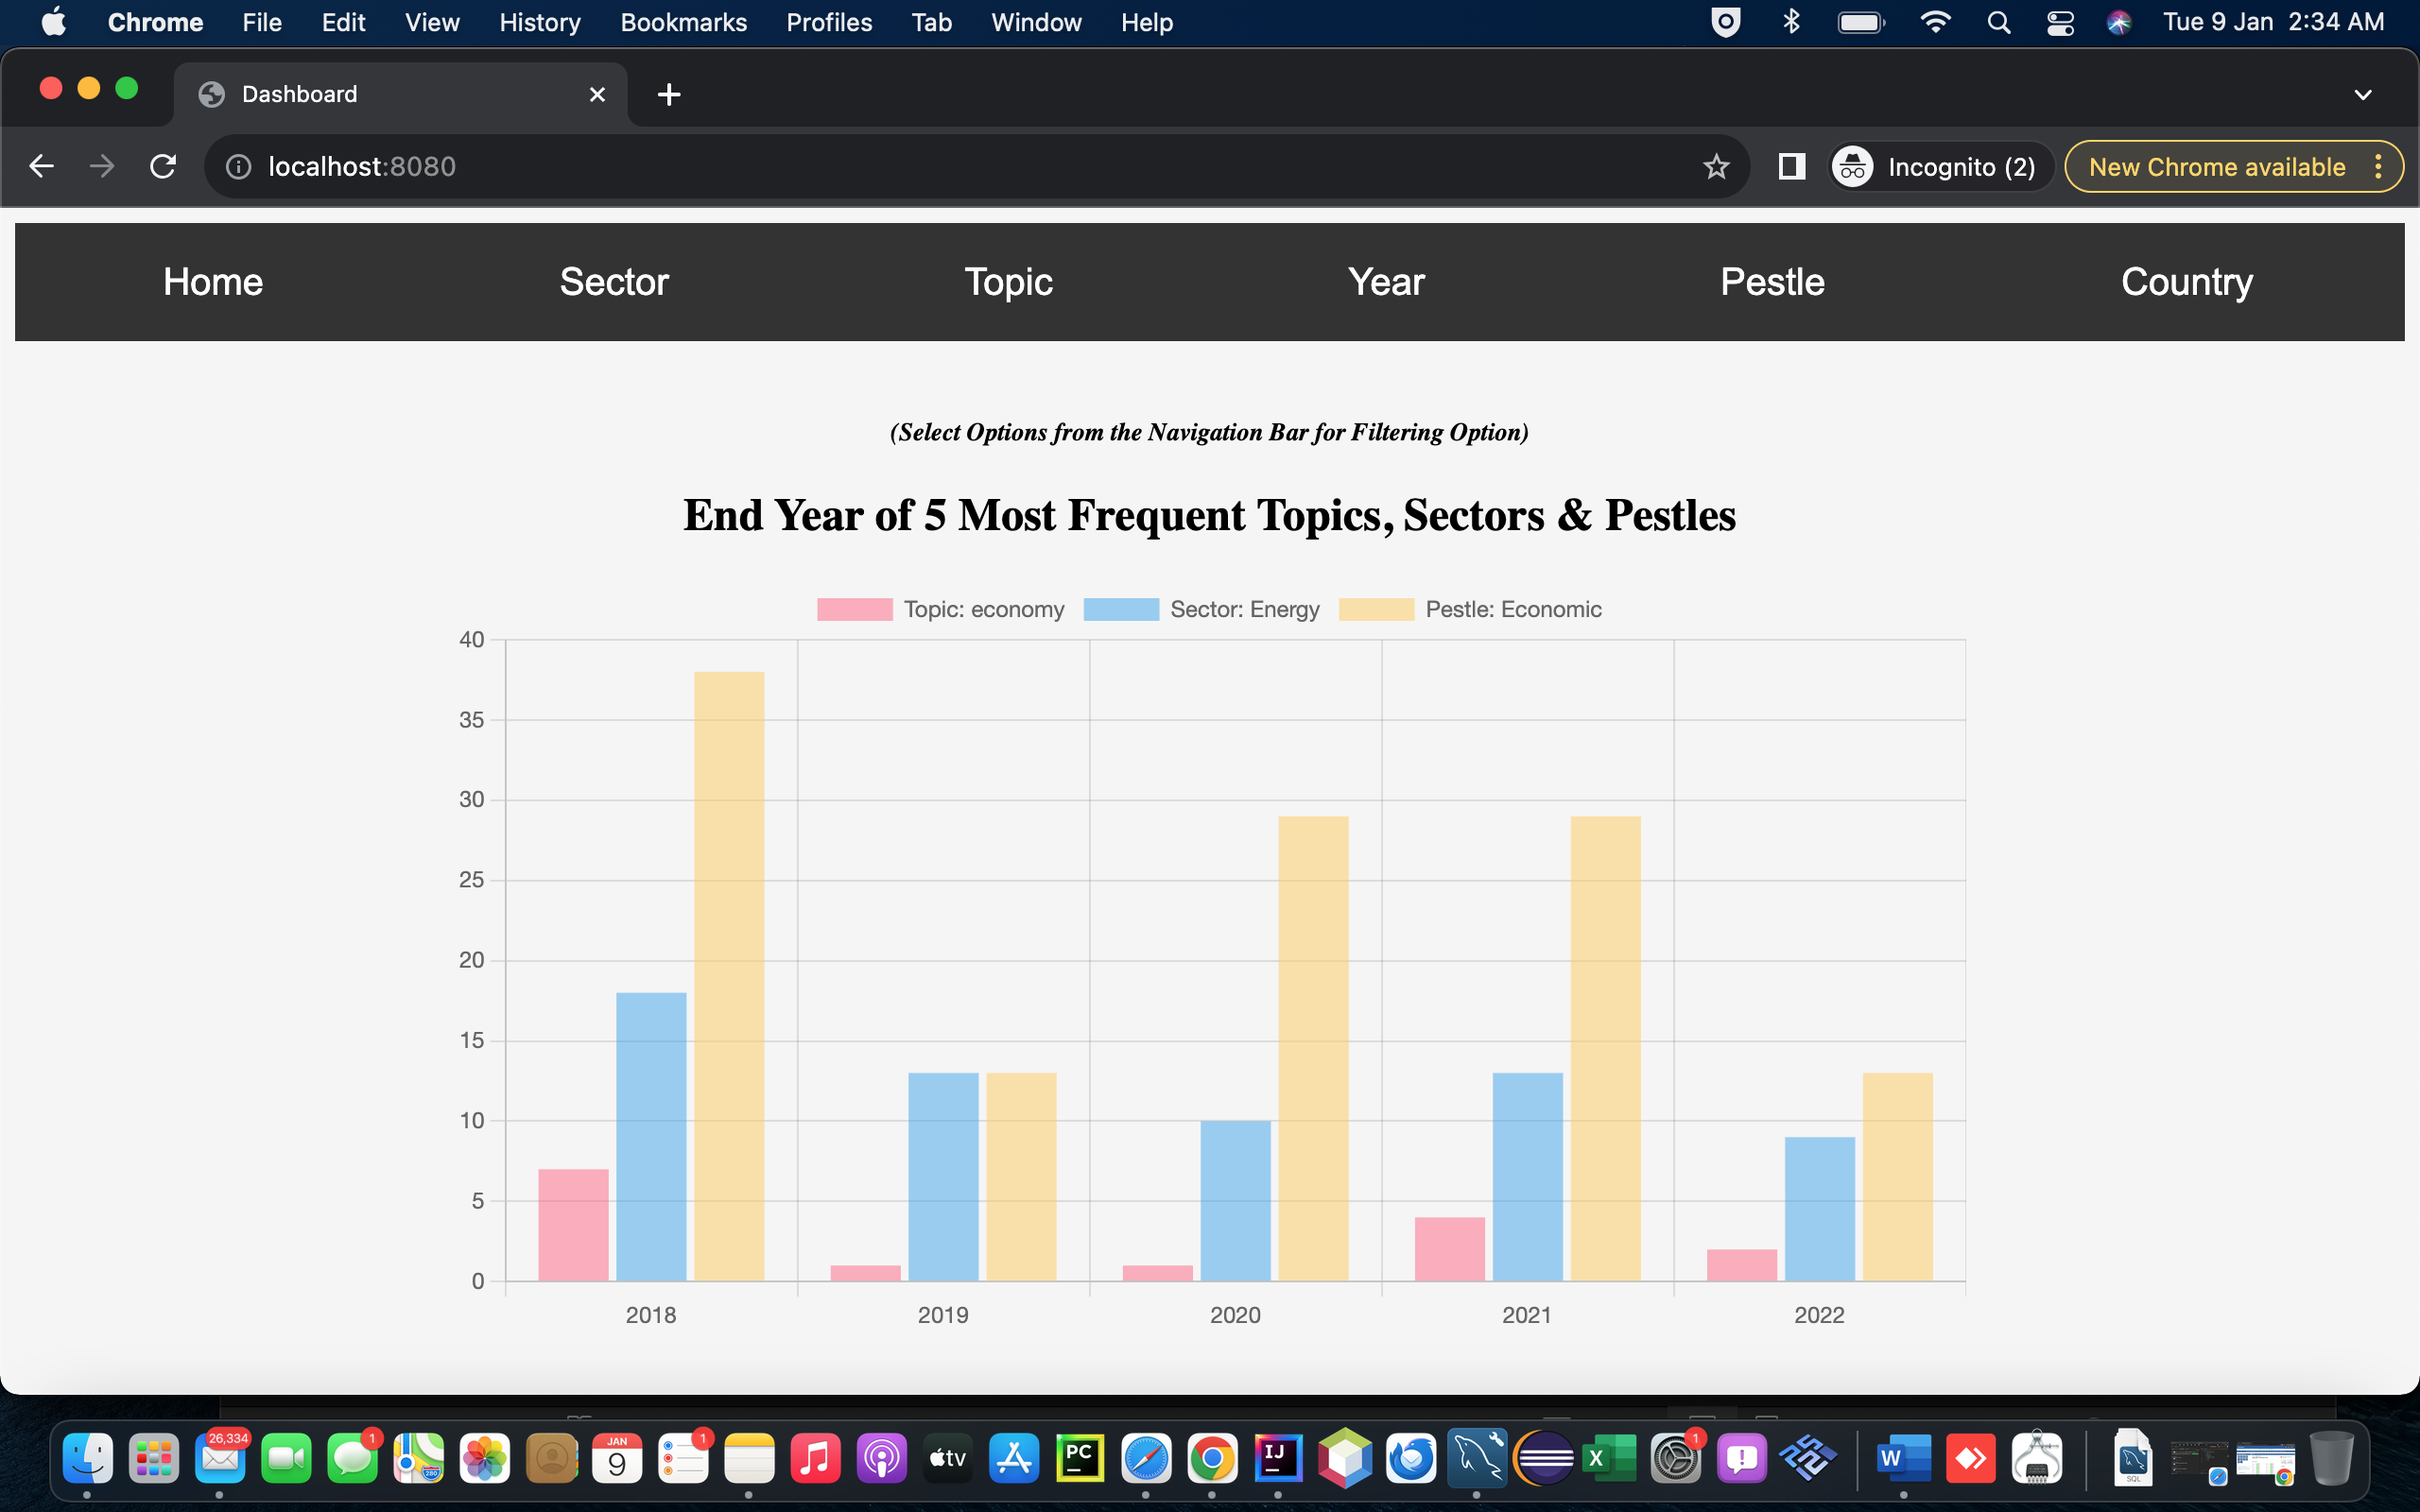 Chrome File Edit View History Bookmarks Profiles Tab Window Help Tue 9 Jan 2:34 AM
Dashboard
localhost:8080 Incognito (2) New Chrome available
Home Sector Topic Year Pestle Country
(Select Options from the Navigation Bar for Filtering Option)
End Year of 5 Most Frequent Topics, Sectors & Pestles
Topic: economy Sector: Energy Pestle: Economic
40
35
30
25
20
15
10
5
0
2018 2019 2020 2021 2022
26,334 1 JAN 9 1 tv PC IJ X 1 W SQL
280